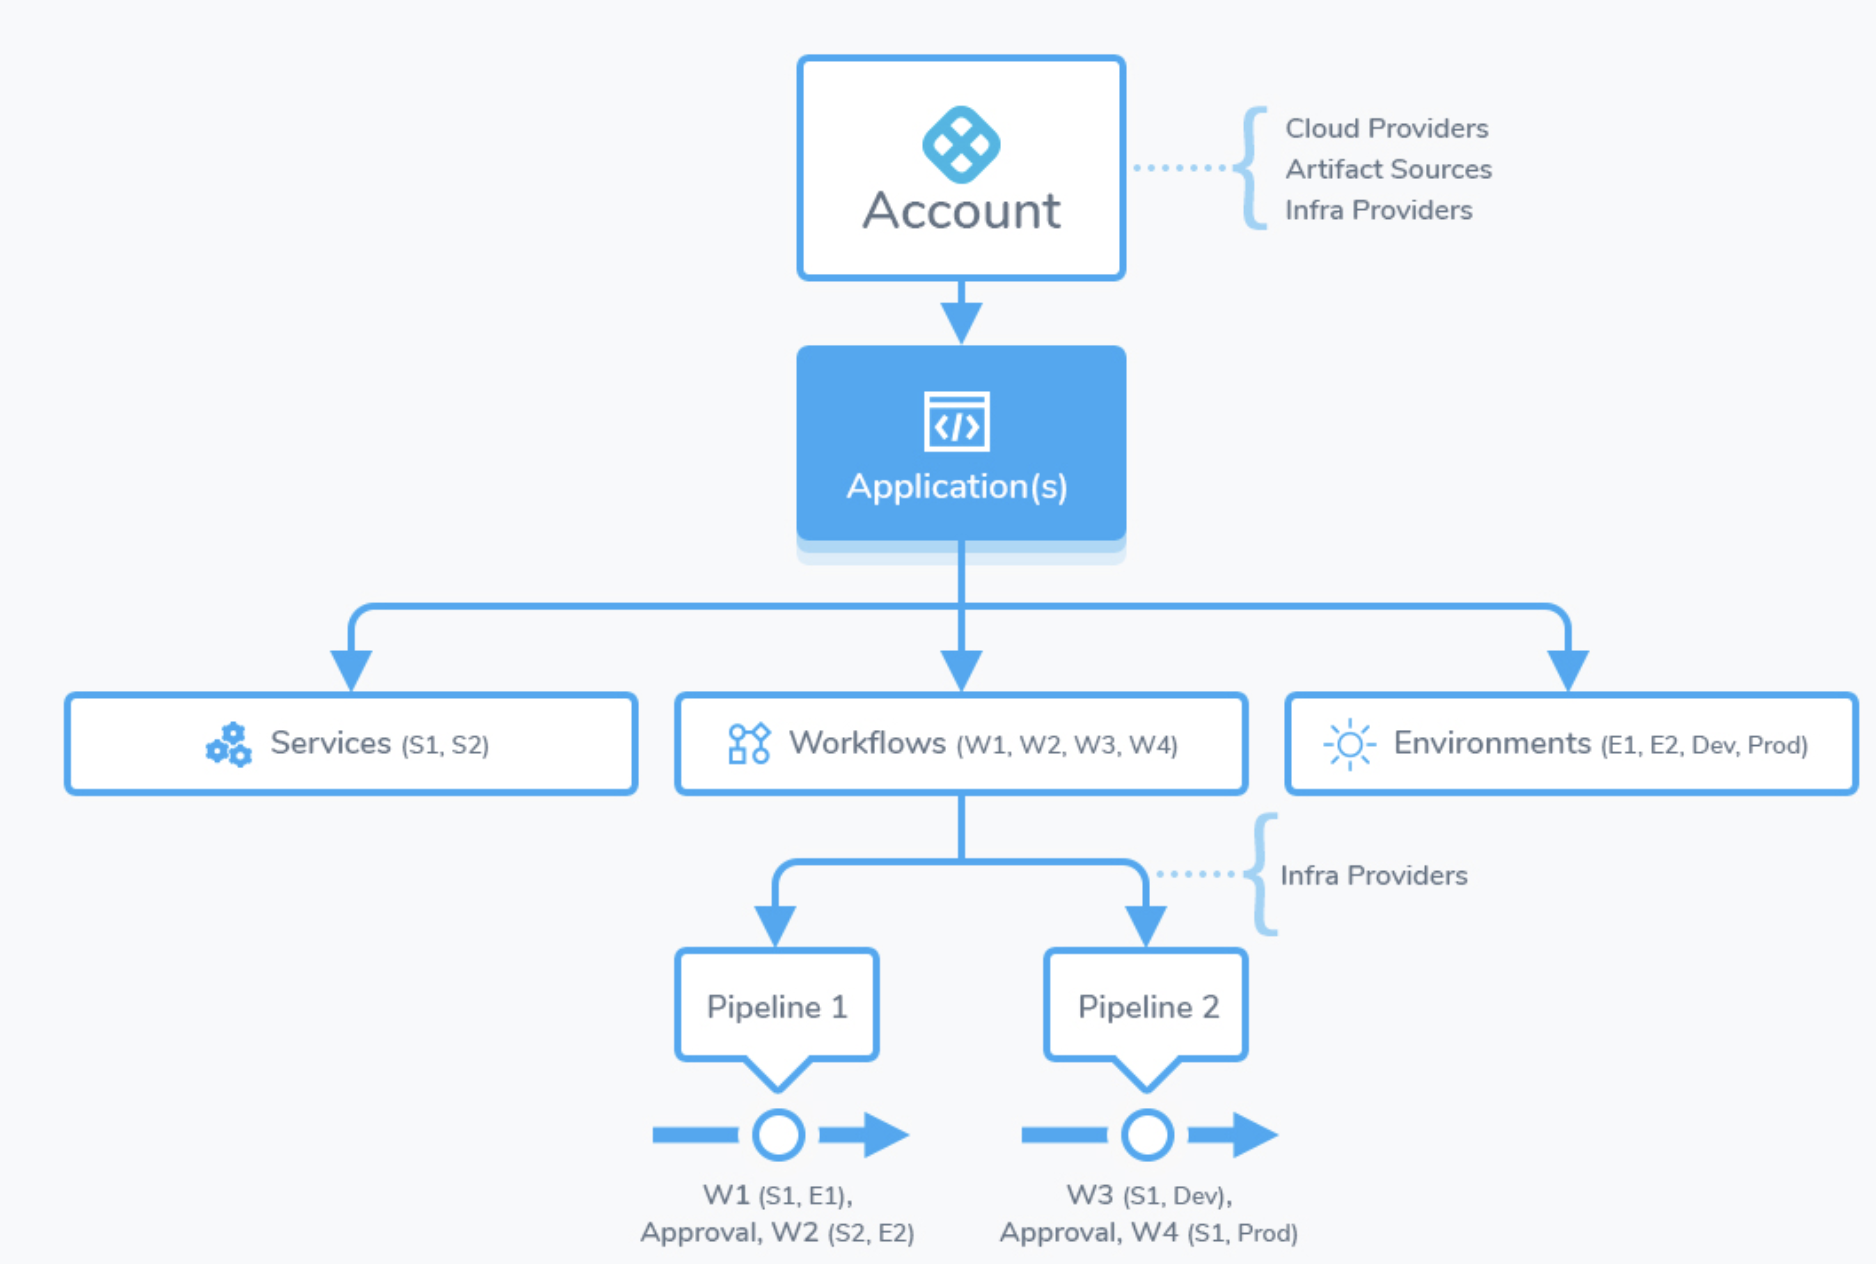 Account
Cloud Providers
Artifact Sources
Infra Providers
Application(s)
Services (S1, S2)
Workflows (W1, W2, W3, W4)
Environments (E1, E2, Dev, Prod)
Infra Providers
Pipeline 1
Pipeline 2
W1 (S1, E1),
Approval, W2 (S2, E2)
W3 (S1, Dev),
Approval, W4 (S1, Prod)